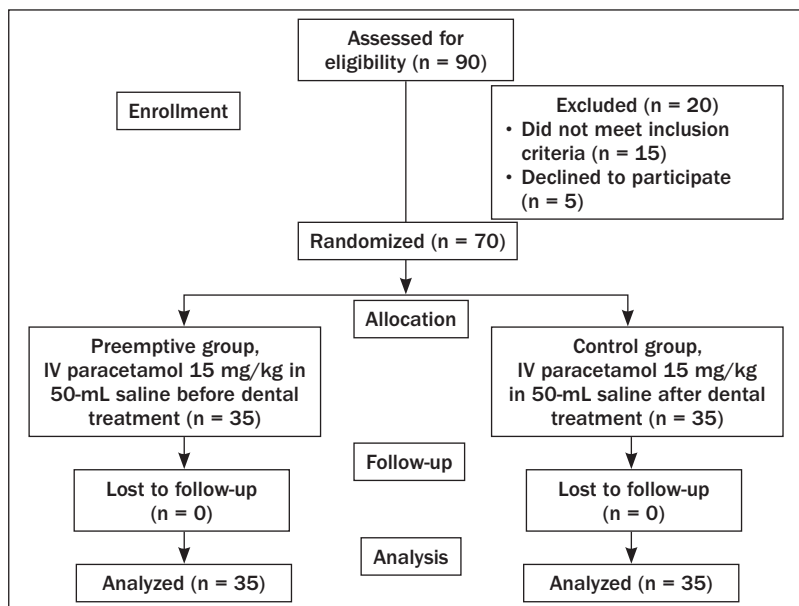 Assessed for
eligibility (n = 90)
Enrollment
Excluded (n = 20)
• Did not meet inclusion
criteria (n = 15)
• Declined to participate
(n = 5)
Randomized (n = 70)
Allocation
Preemptive group,
IV paracetamol 15 mg/kg in
50-mL saline before dental
treatment (n = 35)
Control group,
IV paracetamol 15 mg/kg
in 50-mL saline after dental
treatment (n = 35)
Follow-up
Lost to follow-up
(n = 0)
Lost to follow-up
(n = 0)
Analysis
Analyzed (n = 35)
Analyzed (n = 35)